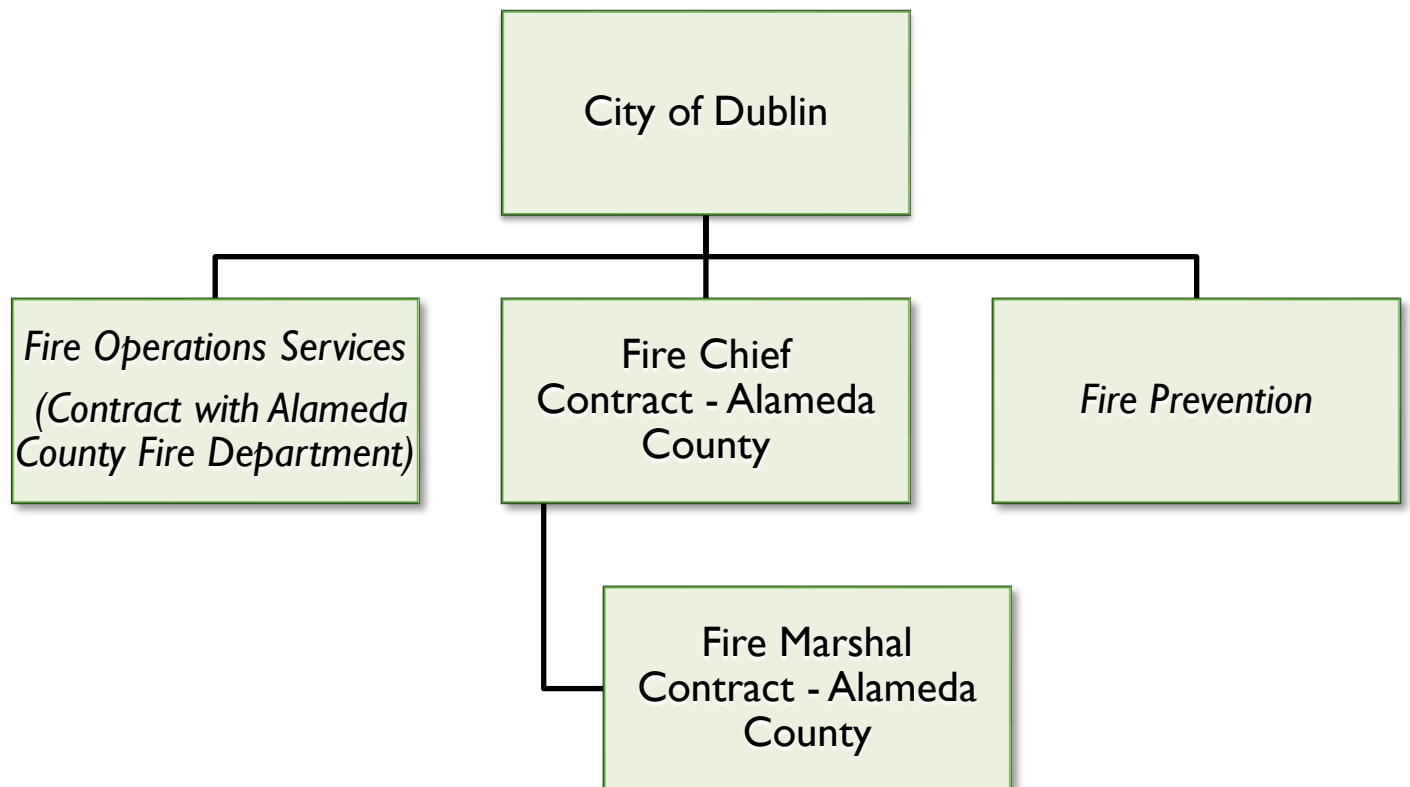 City of Dublin
Fire Operations Services
(Contract with Alameda
County Fire Department)
Fire Chief
Contract - Alameda
County
Fire Prevention
Fire Marshal
Contract - Alameda
County